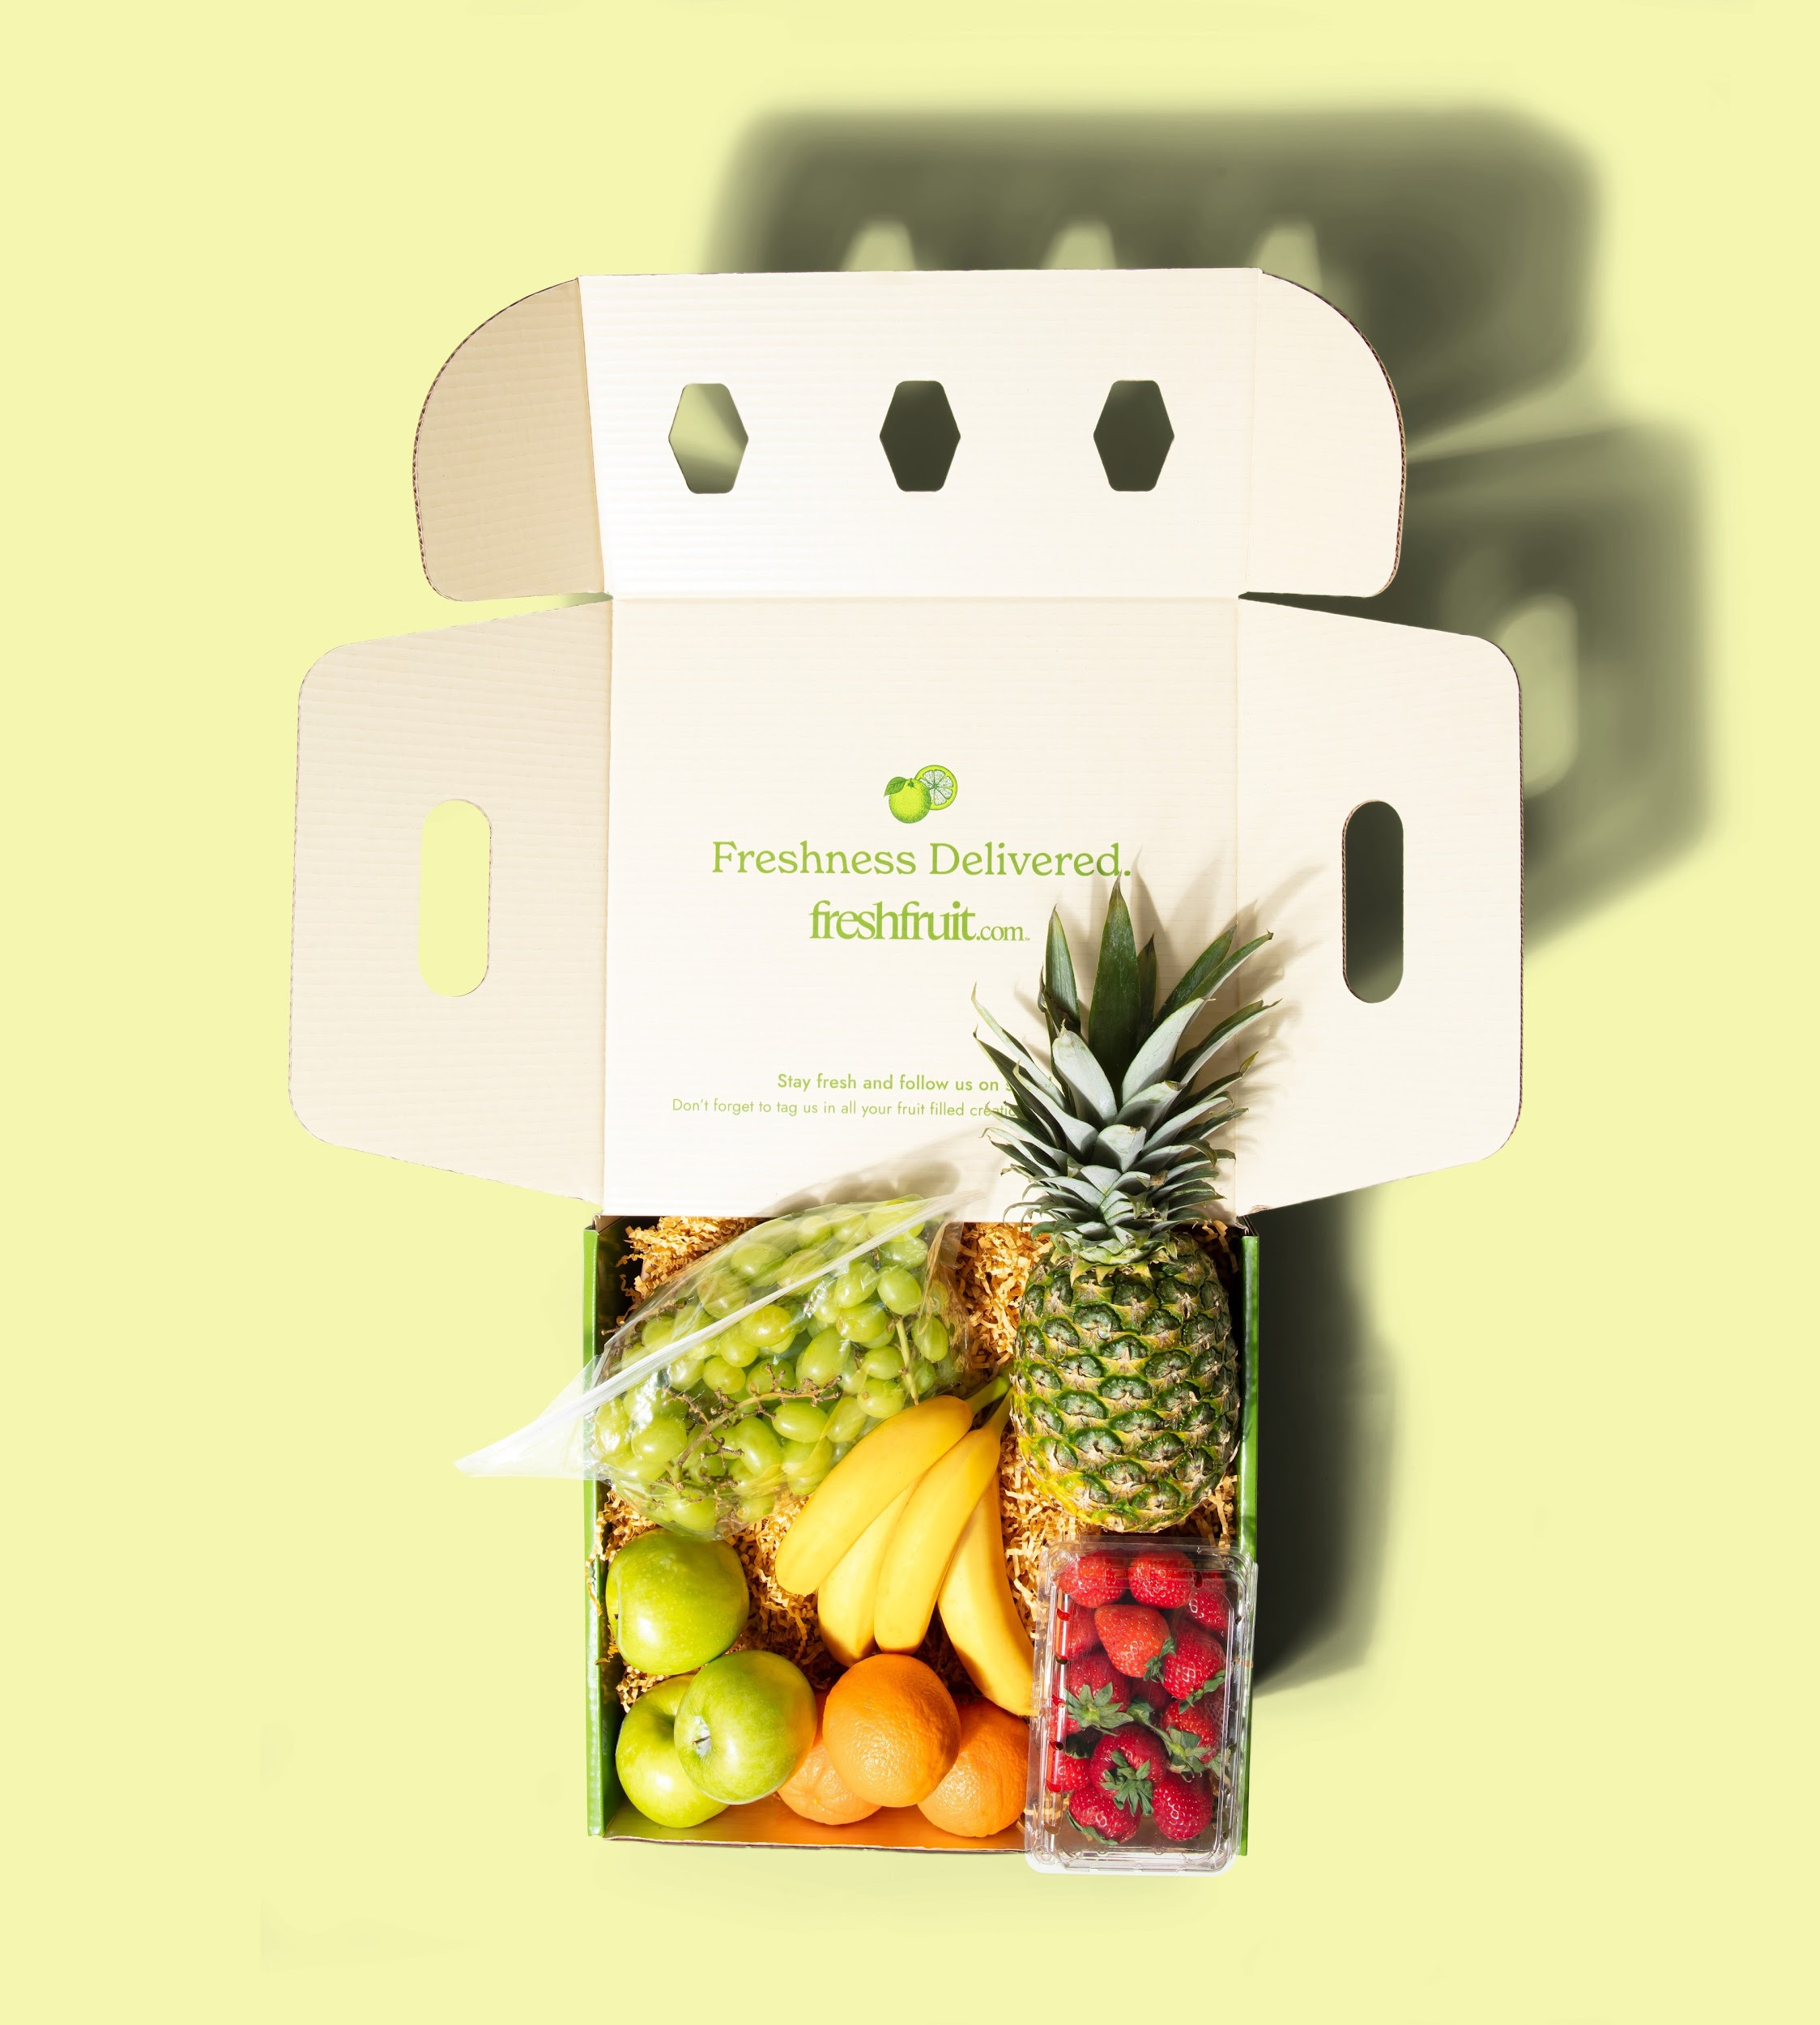 Freshness Delivered.
freshfruit.com
Stay fresh and follow us on
Don't forget to tag us in all your fruit filled